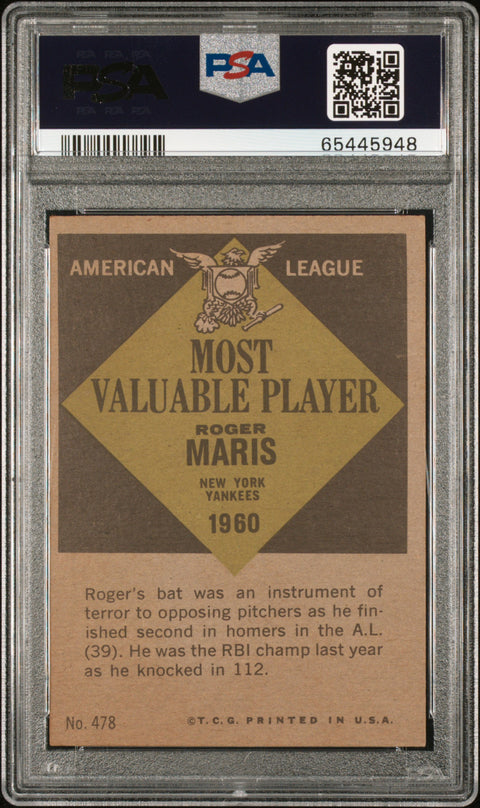 PSA
PSA
65445948
AMERICAN LEAGUE
MOST
VALUABLE PLAYER
ROGER
MARIS
NEW YORK
YANKEES
1960
Roger's bat was an instrument of
terror to opposing pitchers as he fin-
ished second in homers in the A.L.
(39). He was the RBI champ last year
as he knocked in 112.
No. 478 ©T.C.G. PRINTED IN U.S.A.